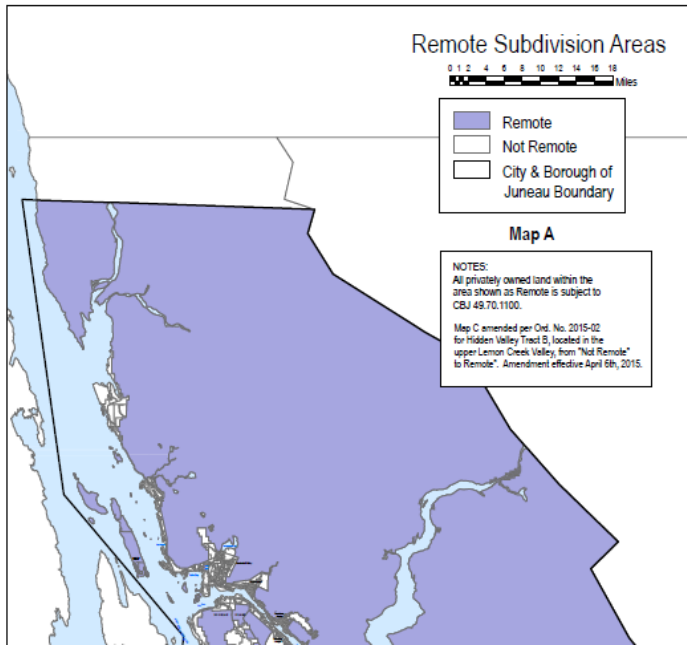 Remote Subdivision Areas
0 1 2 4 6 8 10 12 14 16 18
Miles
Remote
Not Remote
City & Borough of
Juneau Boundary
Map A
NOTES:
All privately owned land within the
area shown as Remote is subject to
CBJ 49.70.1100.
Map C amended per Ord. No. 2015-02
for Hidden Valley Tract B, located in the
upper Lemon Creek Valley, from "Not Remote"
to Remote". Amendment effective April 6th, 2015.